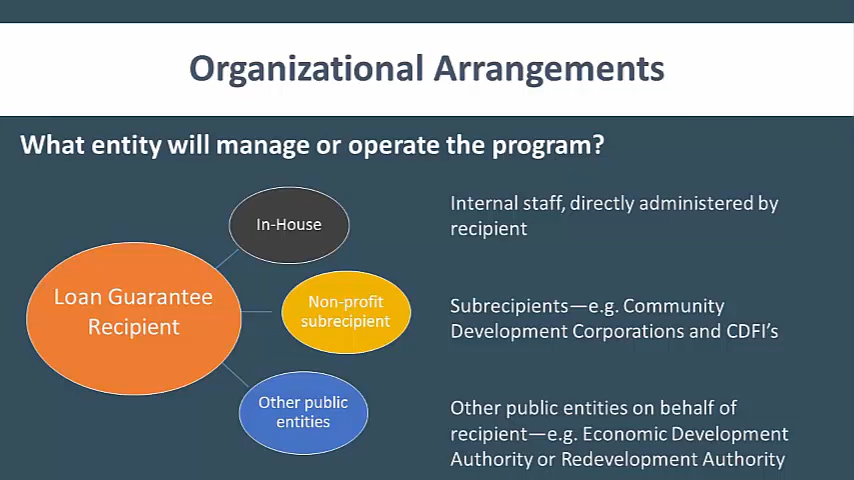 Organizational Arrangements
What entity will manage or operate the program?
Loan Guarantee
Recipient
In-House
Internal staff, directly administered by
recipient
Non-profit
subrecipient
Subrecipients—e.g. Community
Development Corporations and CDFI’s
Other public
entities
Other public entities on behalf of
recipient—e.g. Economic Development
Authority or Redevelopment Authority